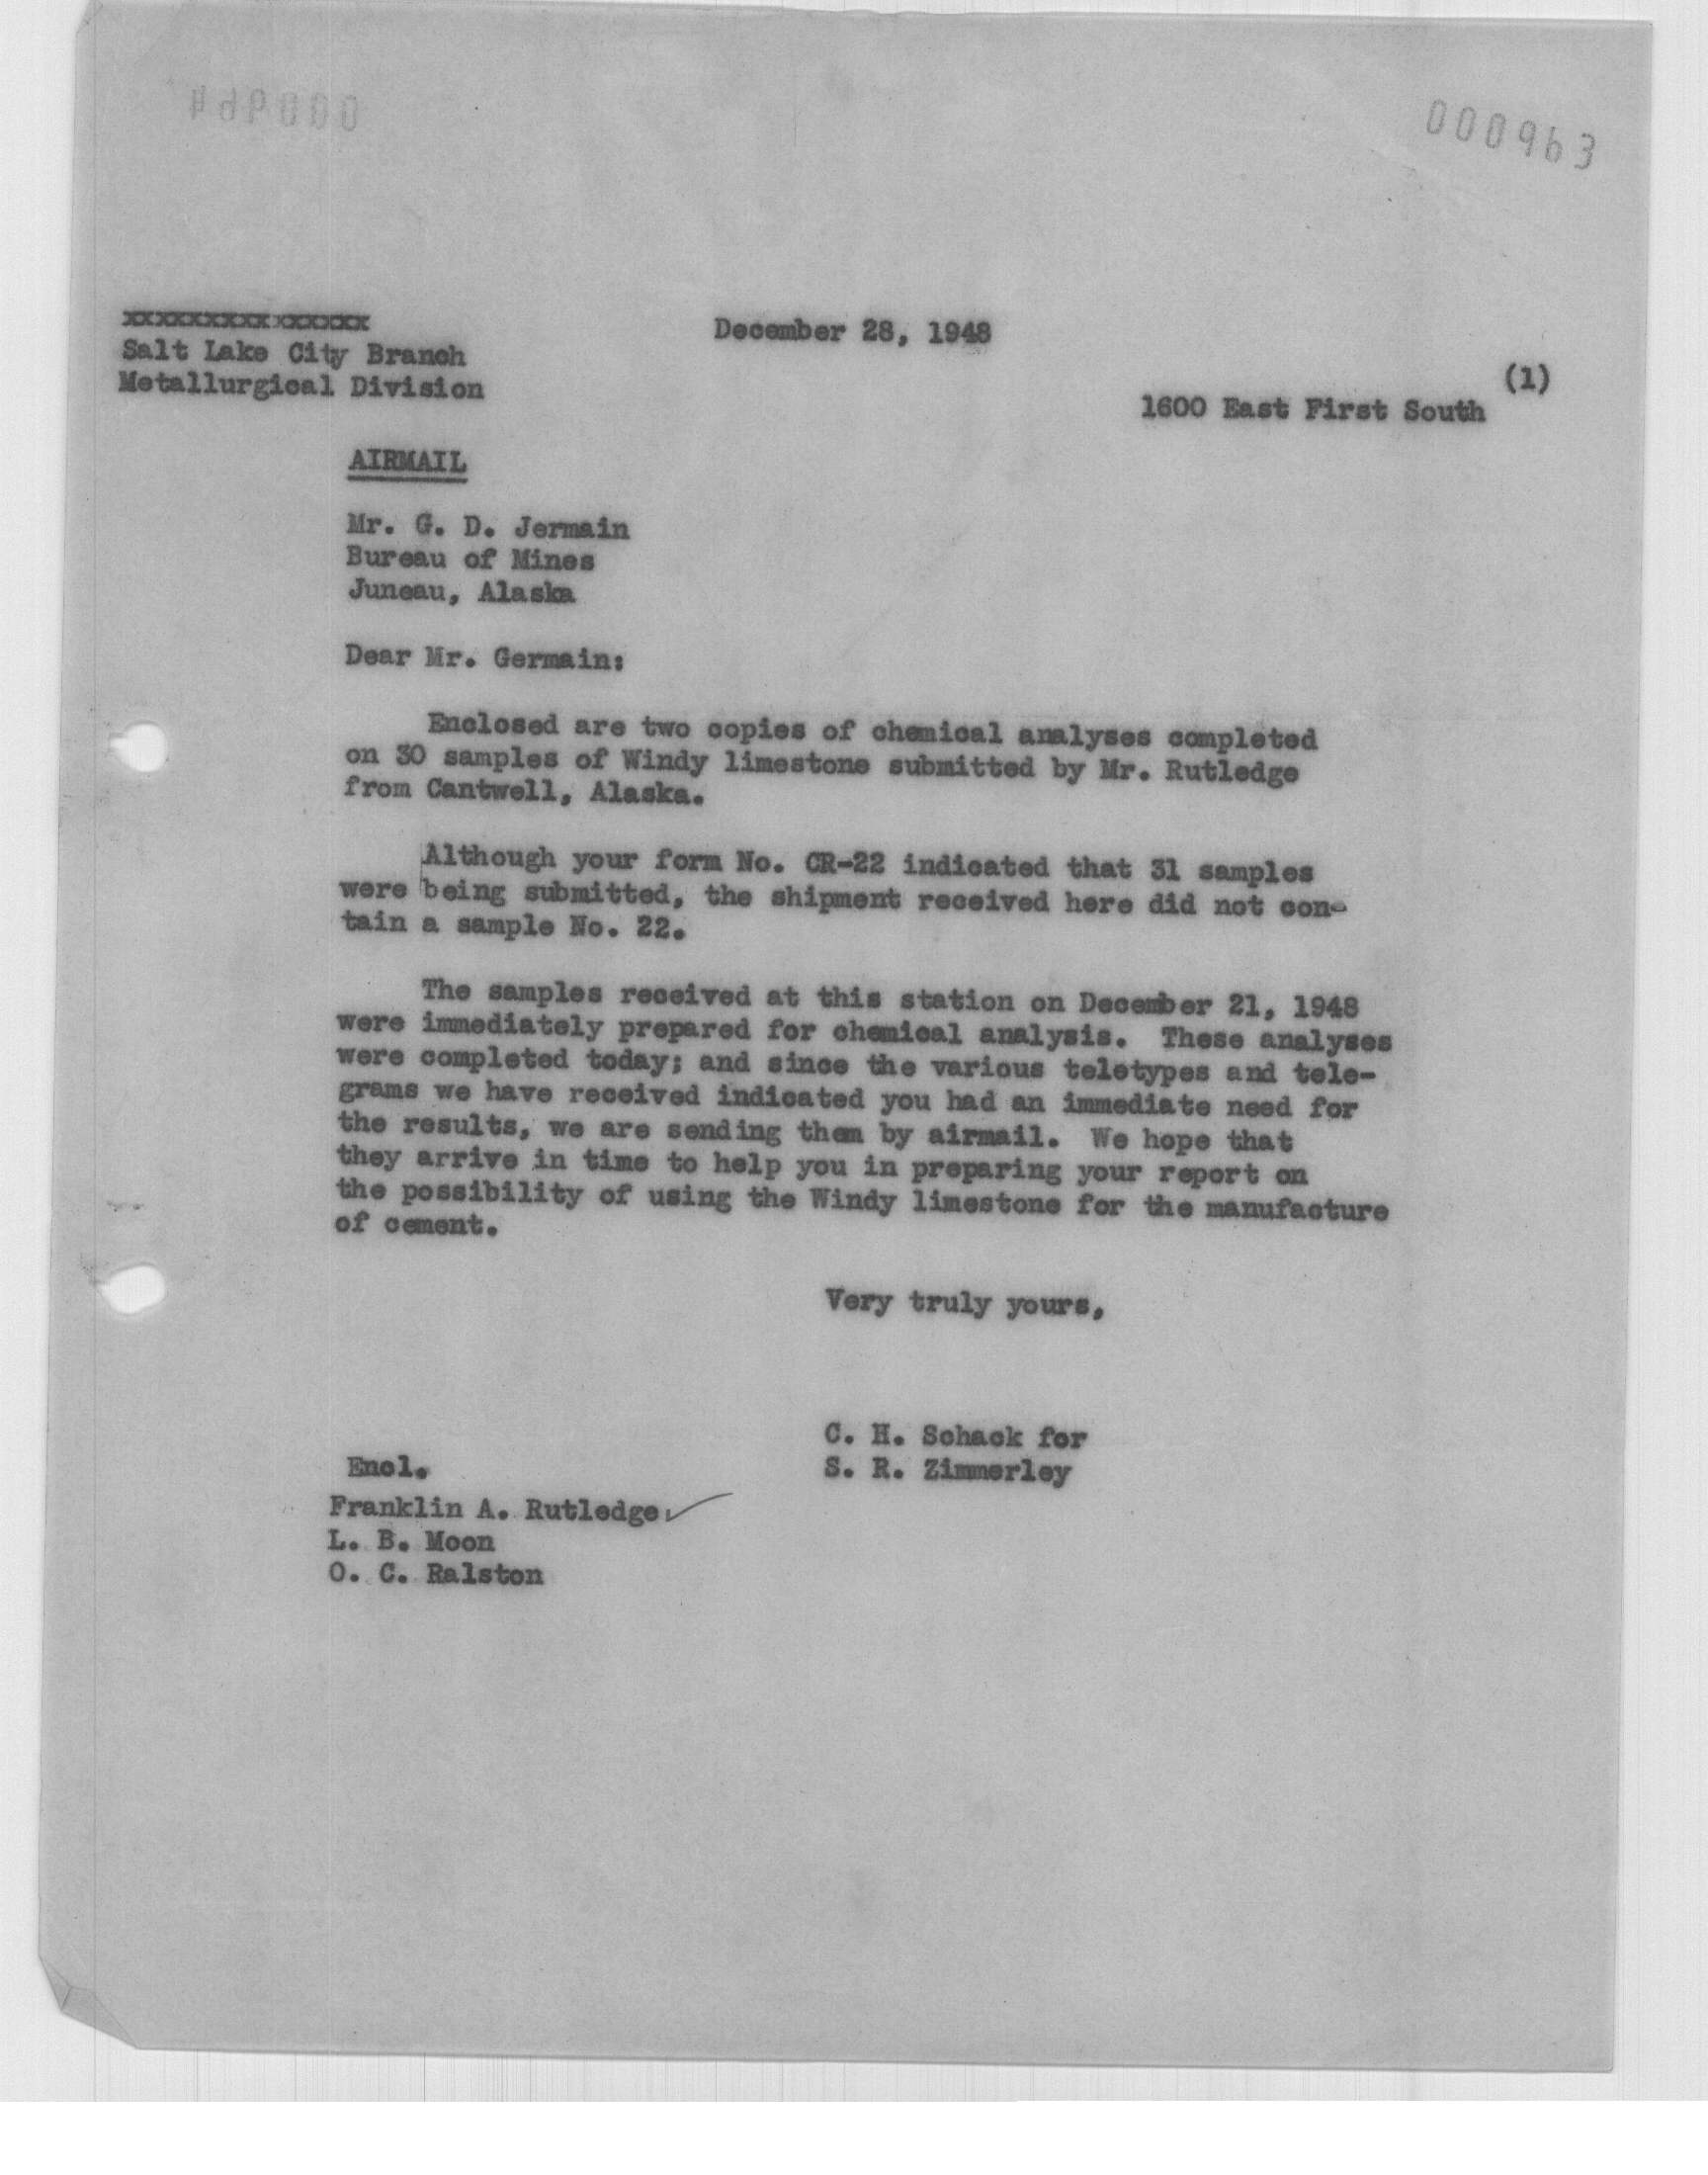 000963
xxxxxxxxxxxxxxx
December 28, 1948
Salt Lake City Branch
Metallurgical Division
(1)
1600 East First South
AIRMAIL
Mr. G. D. Jermain
Bureau of Mines
Juneau, Alaska
Dear Mr. Germain:
Enclosed are two copies of chemical analyses completed
on 30 samples of Windy limestone submitted by Mr. Rutledge
from Cantwell, Alaska.
Although your form No. CR-22 indicated that 31 samples
were being submitted, the shipment received here did not con-
tain a sample No. 22.
The samples received at this station on December 21, 1948
were immediately prepared for chemical analysis. These analyses
were completed today; and since the various teletypes and tele-
grams we have received indicated you had an immediate need for
the results, we are sending them by airmail. We hope that
they arrive in time to help you in preparing your report on
the possibility of using the Windy limestone for the manufacture
of cement.
Very truly yours,
C. H. Schack for
S. R. Zimmerley
Encl.
Franklin A. Rutledge
L. B. Moon
O. C. Ralston